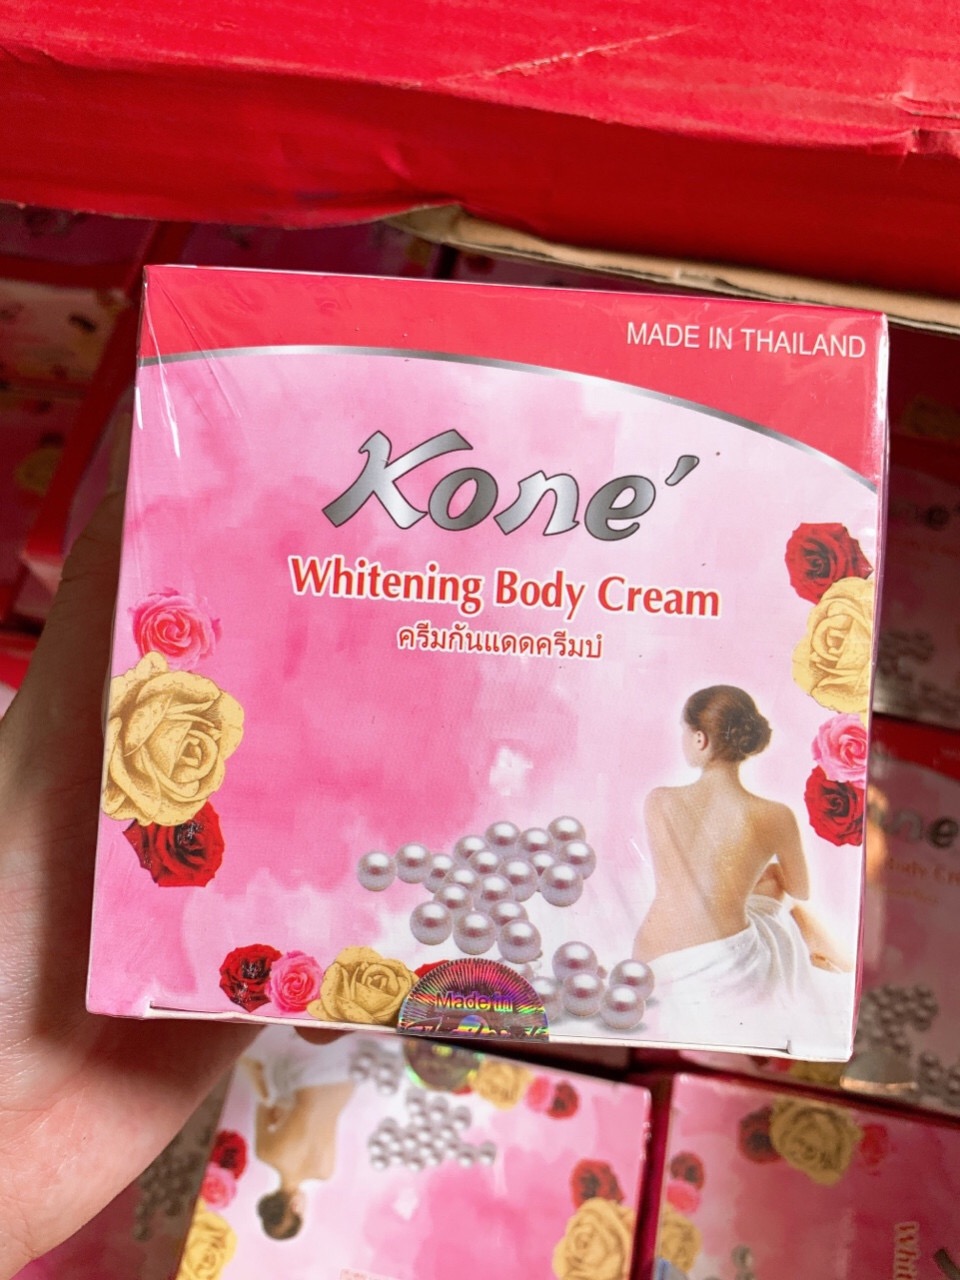 MADE IN THAILAND
Kone'
Whitening Body Cream
ครีมกันแดดครีมบํ
Made in